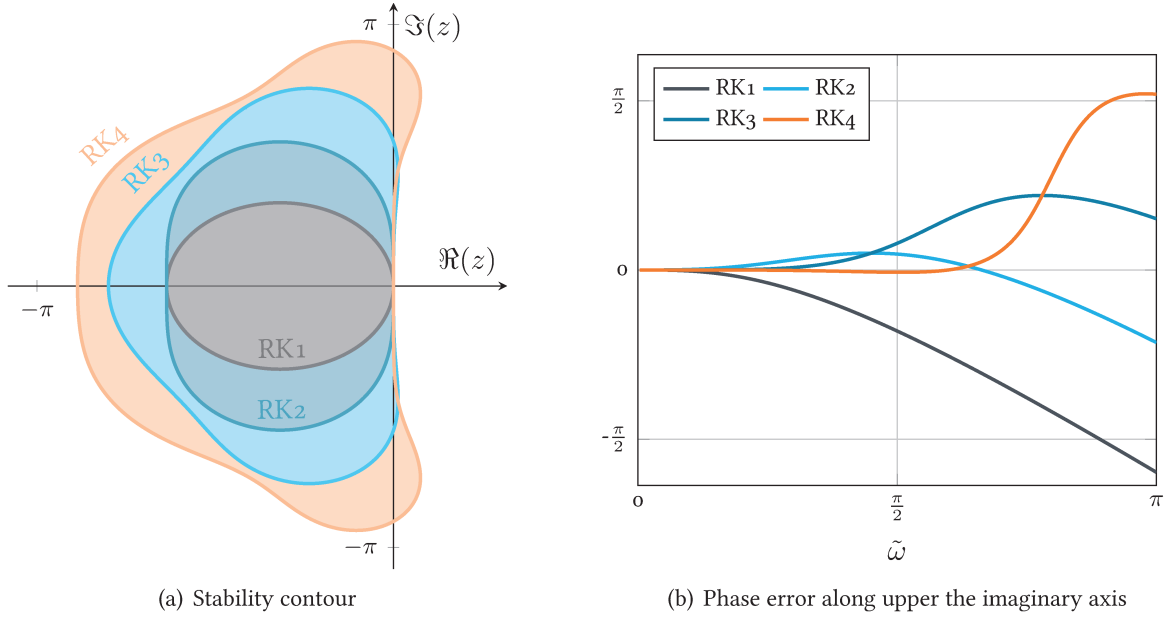 π
ℑ(z)
RK4
RK3
ℜ(z)
−π
RK1
RK2
−π
(a) Stability contour
RK1
RK2
RK3
RK4
π/2
0
-π/2
0
π/2
π
ω̃
(b) Phase error along upper the imaginary axis